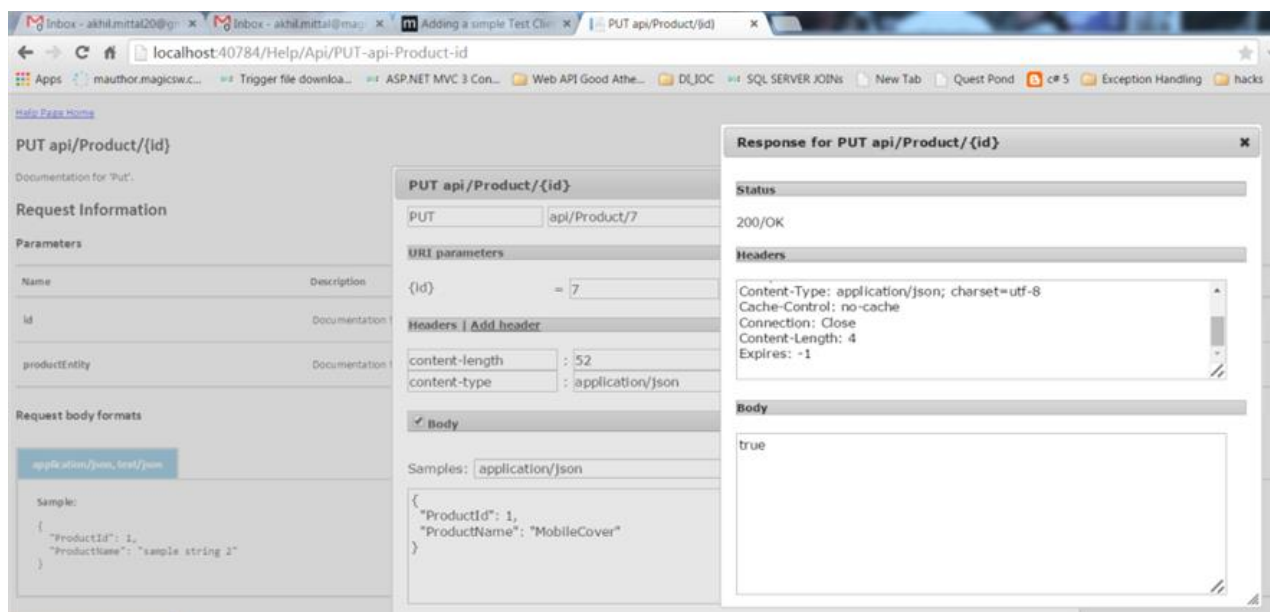 Inbox - akhil.mittal20@g
Inbox - akhil.mittal@mag
Adding a simple Test Clie
PUT api/Product/{id}
localhost:40784/Help/Api/PUT-api-Product-id
Apps
mauthor.magicsw.c...
Trigger file downloa...
ASP.NET MVC 3 Con...
Web API Good Athe...
DI_IOC
SQL SERVER JOINs
New Tab
Quest Pond
c# 5
Exception Handling
hacks
Help Page Home
PUT api/Product/{id}
Documentation for 'Put'.
Request Information
Parameters
Name Description
id Documentation
productEntity Documentation
Request body formats
application/json, text/json
Sample:
{
"ProductId": 1,
"ProductName": "sample string 2"
}
PUT api/Product/{id}
PUT api/Product/7
URI parameters
{id} = 7
Headers | Add header
content-length : 52
content-type : application/json
Body
Samples: application/json
{
"ProductId": 1,
"ProductName": "MobileCover"
}
Response for PUT api/Product/{id}
Status
200/OK
Headers
Content-Type: application/json; charset=utf-8
Cache-Control: no-cache
Connection: Close
Content-Length: 4
Expires: -1
Body
true